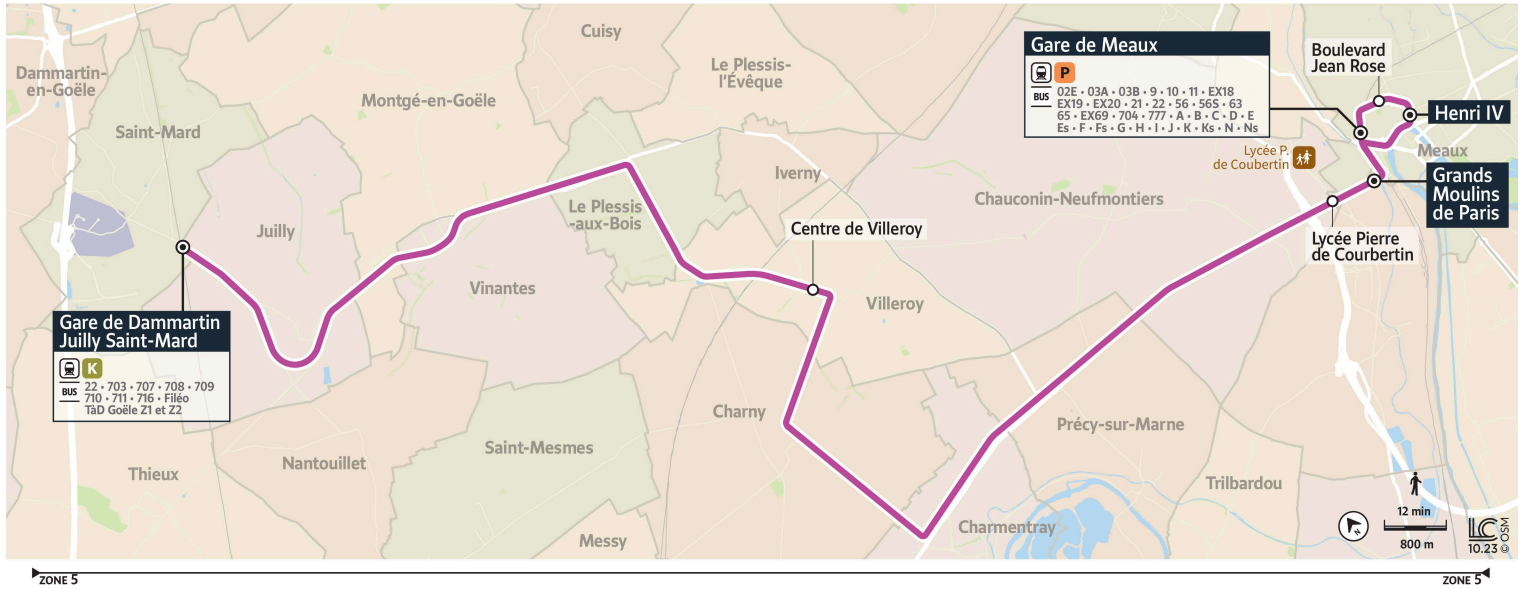 Cuisy
Dammartin-
en-Goële
Le Plessis-
l'Évêque
Montgé-en-Goële
Saint-Mard
Gare de Meaux
P
BUS
02E • 03A • 03B • 9 • 10 • 11 • EX18
EX19 • EX20 • 21 • 22 • 56 • 56S • 63
65 • EX69 • 704 • 777 • A • B • C • D • E
Es • F • Fs • G • H • I • J • K • Ks • N • Ns
Boulevard
Jean Rose
Henri IV
Meaux
Lycée P.
de Coubertin
Grands
Moulins
de Paris
Iverny
Chauconin-Neufmontiers
Le Plessis
-aux-Bois
Juilly
Centre de Villeroy
Lycée Pierre
de Courbertin
Vinantes
Villeroy
Gare de Dammartin
Juilly Saint-Mard
K
BUS
22 • 703 • 707 • 708 • 709
710 • 711 • 716 • Filéo
TàD Goële Z1 et Z2
Charny
Précy-sur-Marne
Saint-Mesmes
Nantouillet
Thieux
Trilbardou
Charmentray
Messy
12 min
800 m
LC
10.23
© OSM
ZONE 5
ZONE 5